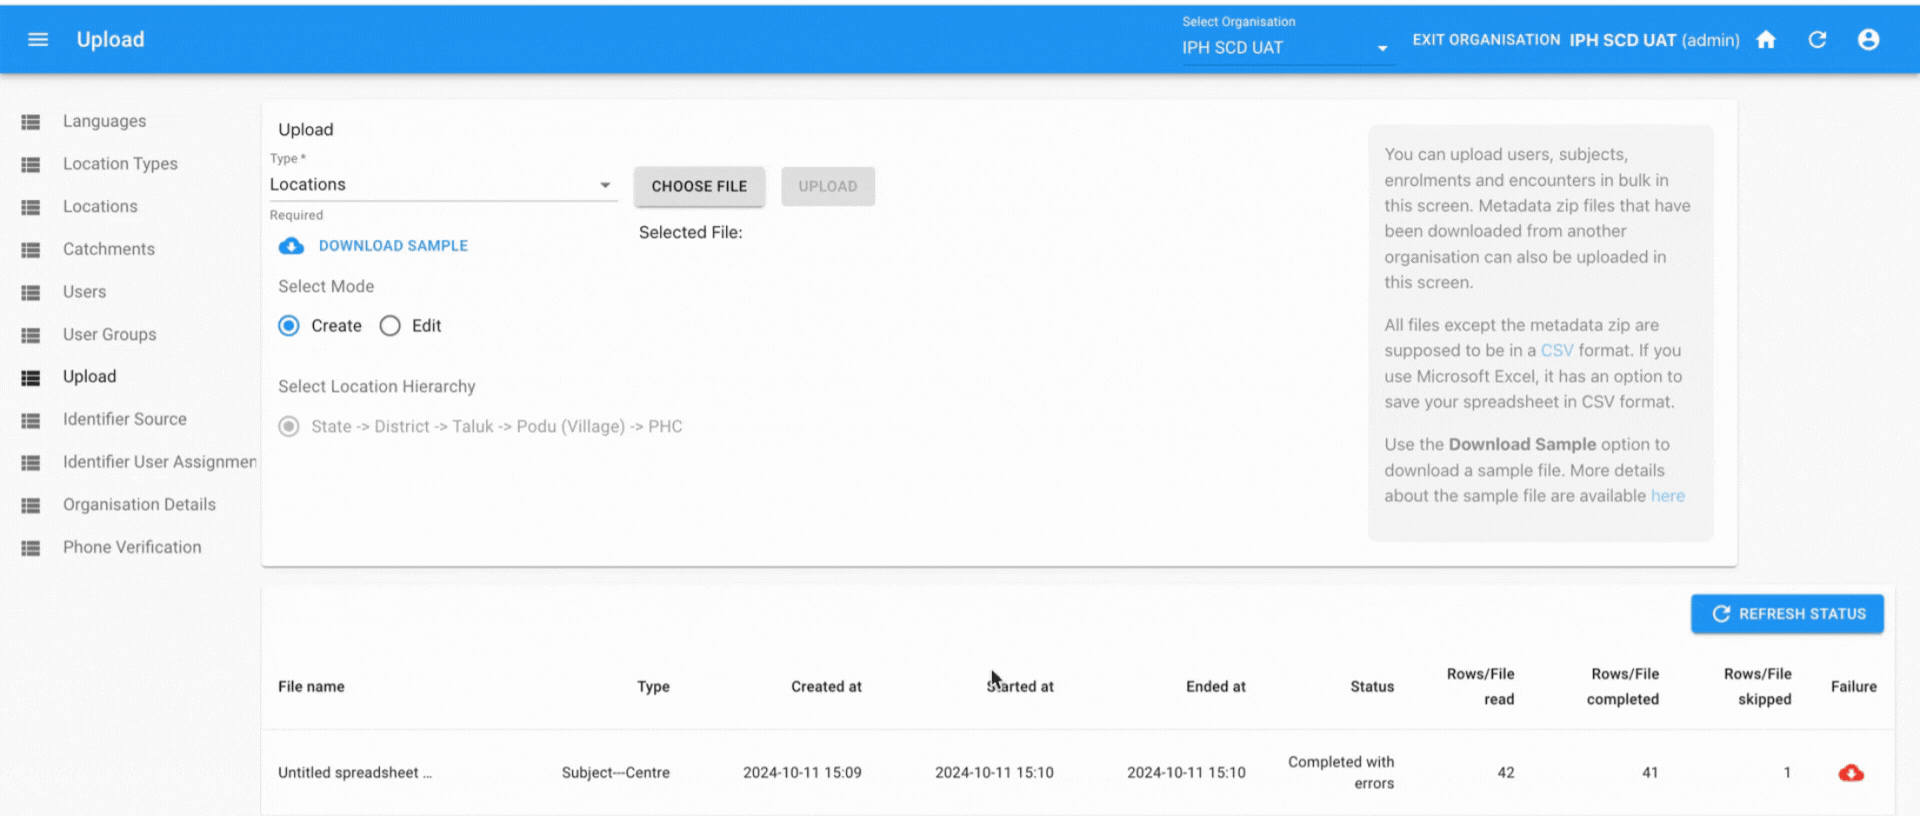 Upload
Select Organisation
IPH SCD UAT
EXIT ORGANISATION IPH SCD UAT (admin)
Languages
Location Types
Locations
Catchments
Users
User Groups
Upload
Identifier Source
Identifier User Assignmen
Organisation Details
Phone Verification
Upload
Type *
Locations
Required
DOWNLOAD SAMPLE
CHOOSE FILE
UPLOAD
Selected File:
Select Mode
Create
Edit
Select Location Hierarchy
State -> District -> Taluk -> Podu (Village) -> PHC
You can upload users, subjects,
enrolments and encounters in bulk in
this screen. Metadata zip files that have
been downloaded from another
organisation can also be uploaded in
this screen.
All files except the metadata zip are
supposed to be in a CSV format. If you
use Microsoft Excel, it has an option to
save your spreadsheet in CSV format.
Use the Download Sample option to
download a sample file. More details
about the sample file are available here
REFRESH STATUS
File name
Type
Created at
Started at
Ended at
Status
Rows/File
read
Rows/File
completed
Rows/File
skipped
Failure
Untitled spreadsheet ...
Subject---Centre
2024-10-11 15:09
2024-10-11 15:10
2024-10-11 15:10
Completed with
errors
42
41
1